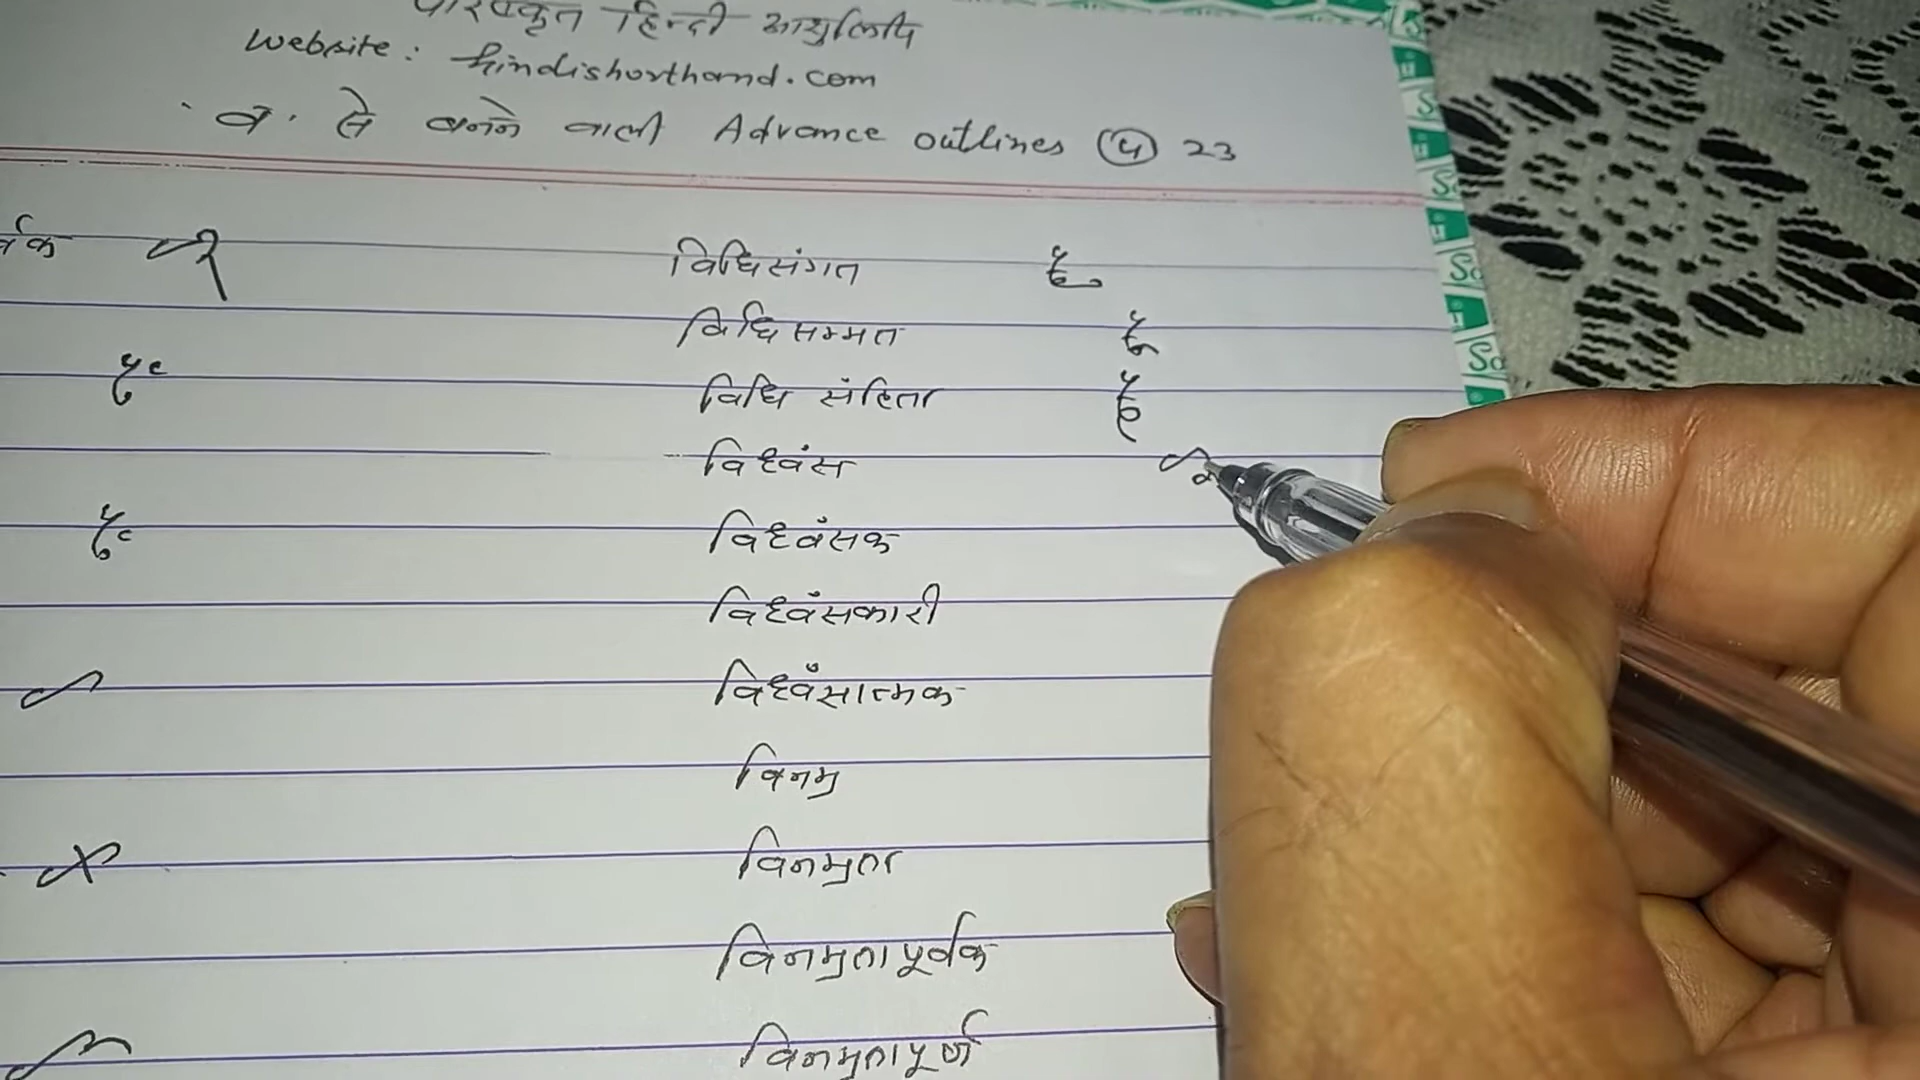 परिष्कृत हिन्दी आशुलिपि
Website: hindishorthand.com
व. से बनने वाली Advance outlines (4) 23
र्वक विधिसंगत
विधिसम्मत
विधि संहिता
विध्वंस
विध्वंसक
विध्वंसकारी
विध्वंसात्मक
विनम्र
विनम्रता
विनम्रतापूर्वक
विनम्रतापूर्ण